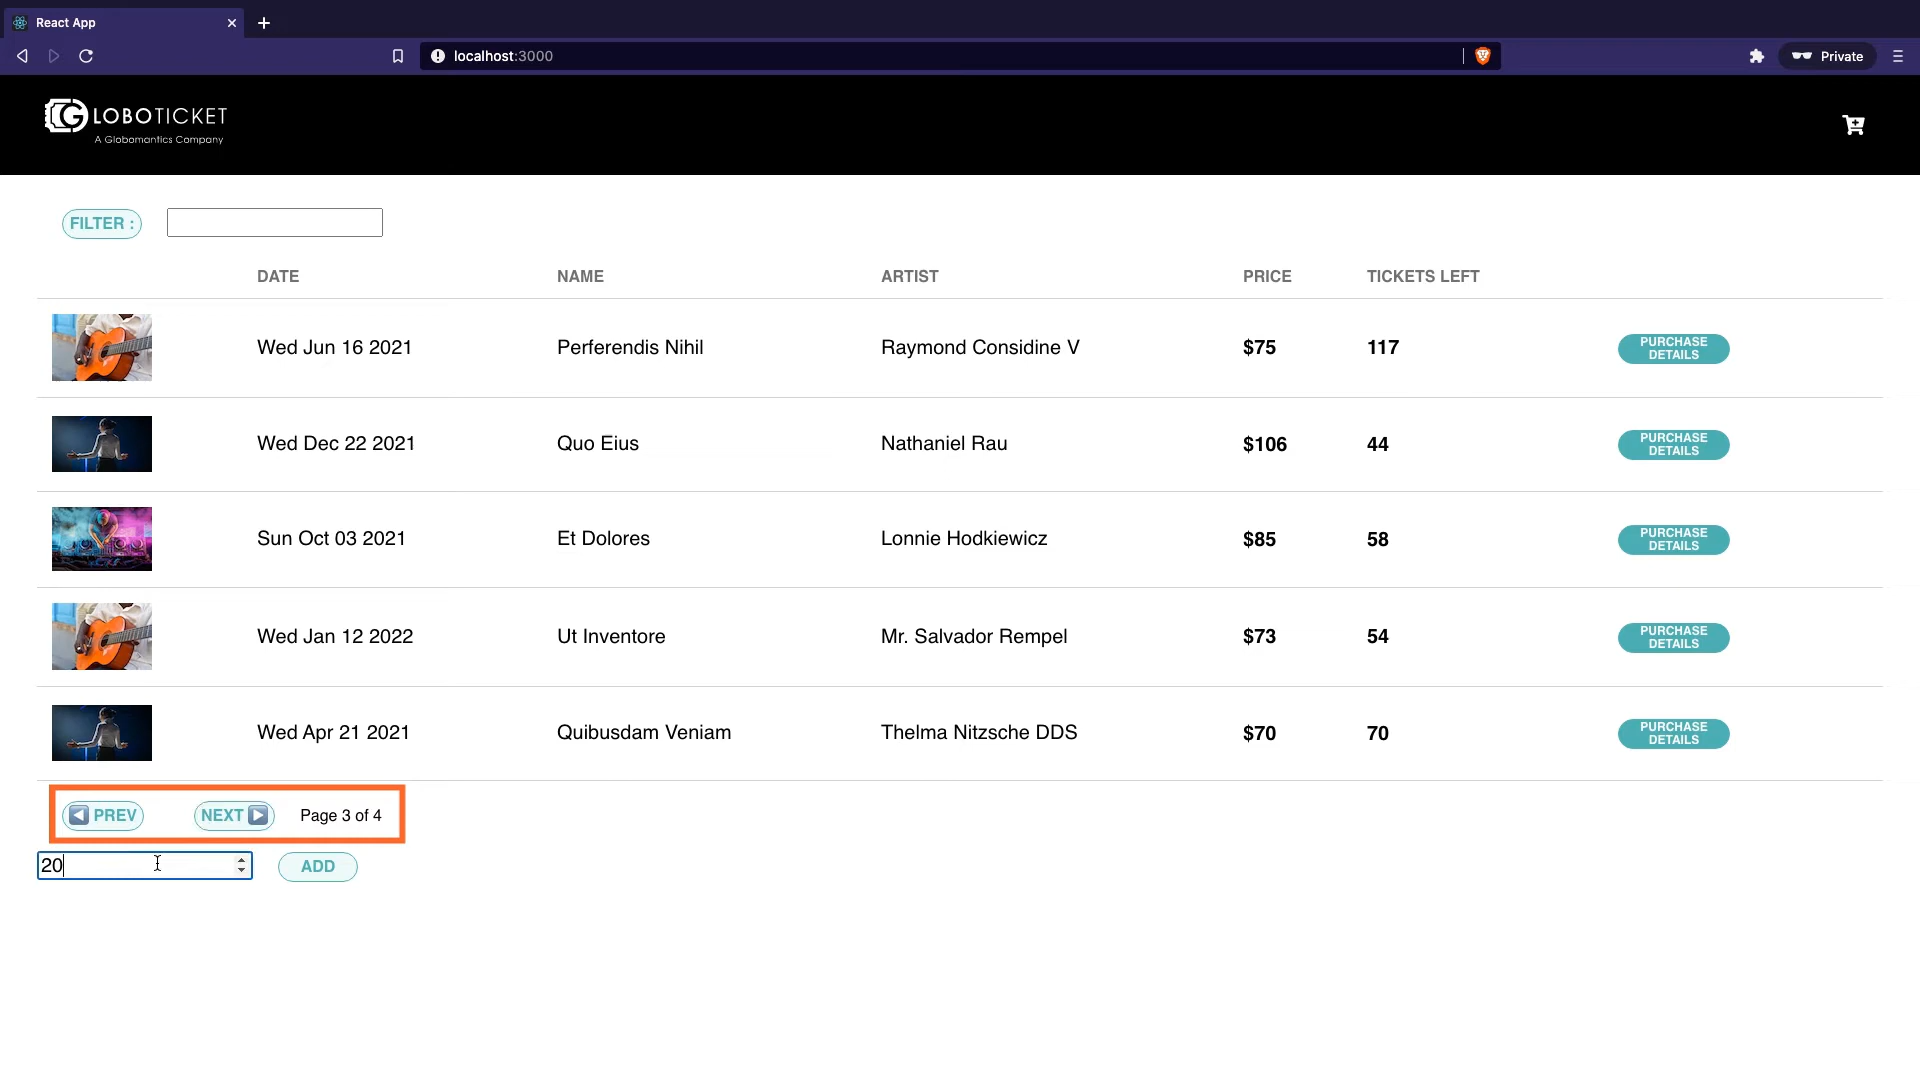 React App
localhost:3000
Private
GLOBOTICKET
A Globomantics Company
FILTER :
DATE NAME ARTIST PRICE TICKETS LEFT
Wed Jun 16 2021 Perferendis Nihil Raymond Considine V $75 117 PURCHASE DETAILS
Wed Dec 22 2021 Quo Eius Nathaniel Rau $106 44 PURCHASE DETAILS
Sun Oct 03 2021 Et Dolores Lonnie Hodkiewicz $85 58 PURCHASE DETAILS
Wed Jan 12 2022 Ut Inventore Mr. Salvador Rempel $73 54 PURCHASE DETAILS
Wed Apr 21 2021 Quibusdam Veniam Thelma Nitzsche DDS $70 70 PURCHASE DETAILS
PREV NEXT Page 3 of 4
20 ADD